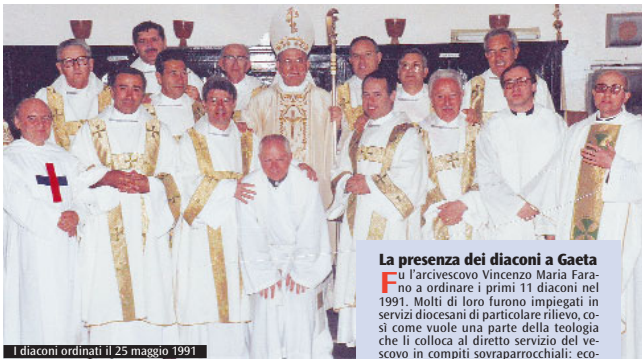 I diaconi ordinati il 25 maggio 1991
La presenza dei diaconi a Gaeta
Fu l'arcivescovo Vincenzo Maria Fara-
no a ordinare i primi 11 diaconi nel
1991. Molti di loro furono impiegati in
servizi diocesani di particolare rilievo, co-
sì come vuole una parte della teologia
che li colloca al diretto servizio del ve-
scovo in compiti sovraparrocchiali: eco-